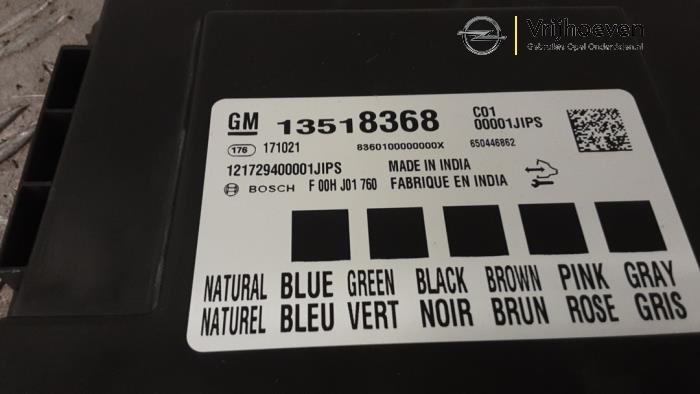 Vrijhoeven
Gebruikte Opel Onderdelen.nl
GM 13518368 C01
00001JIPS
176 171021 8360100000000X 650446862
121729400001JIPS MADE IN INDIA
BOSCH F 00H J01 760 FABRIQUE EN INDIA
NATURAL BLUE GREEN BLACK BROWN PINK GRAY
NATUREL BLEU VERT NOIR BRUN ROSE GRIS